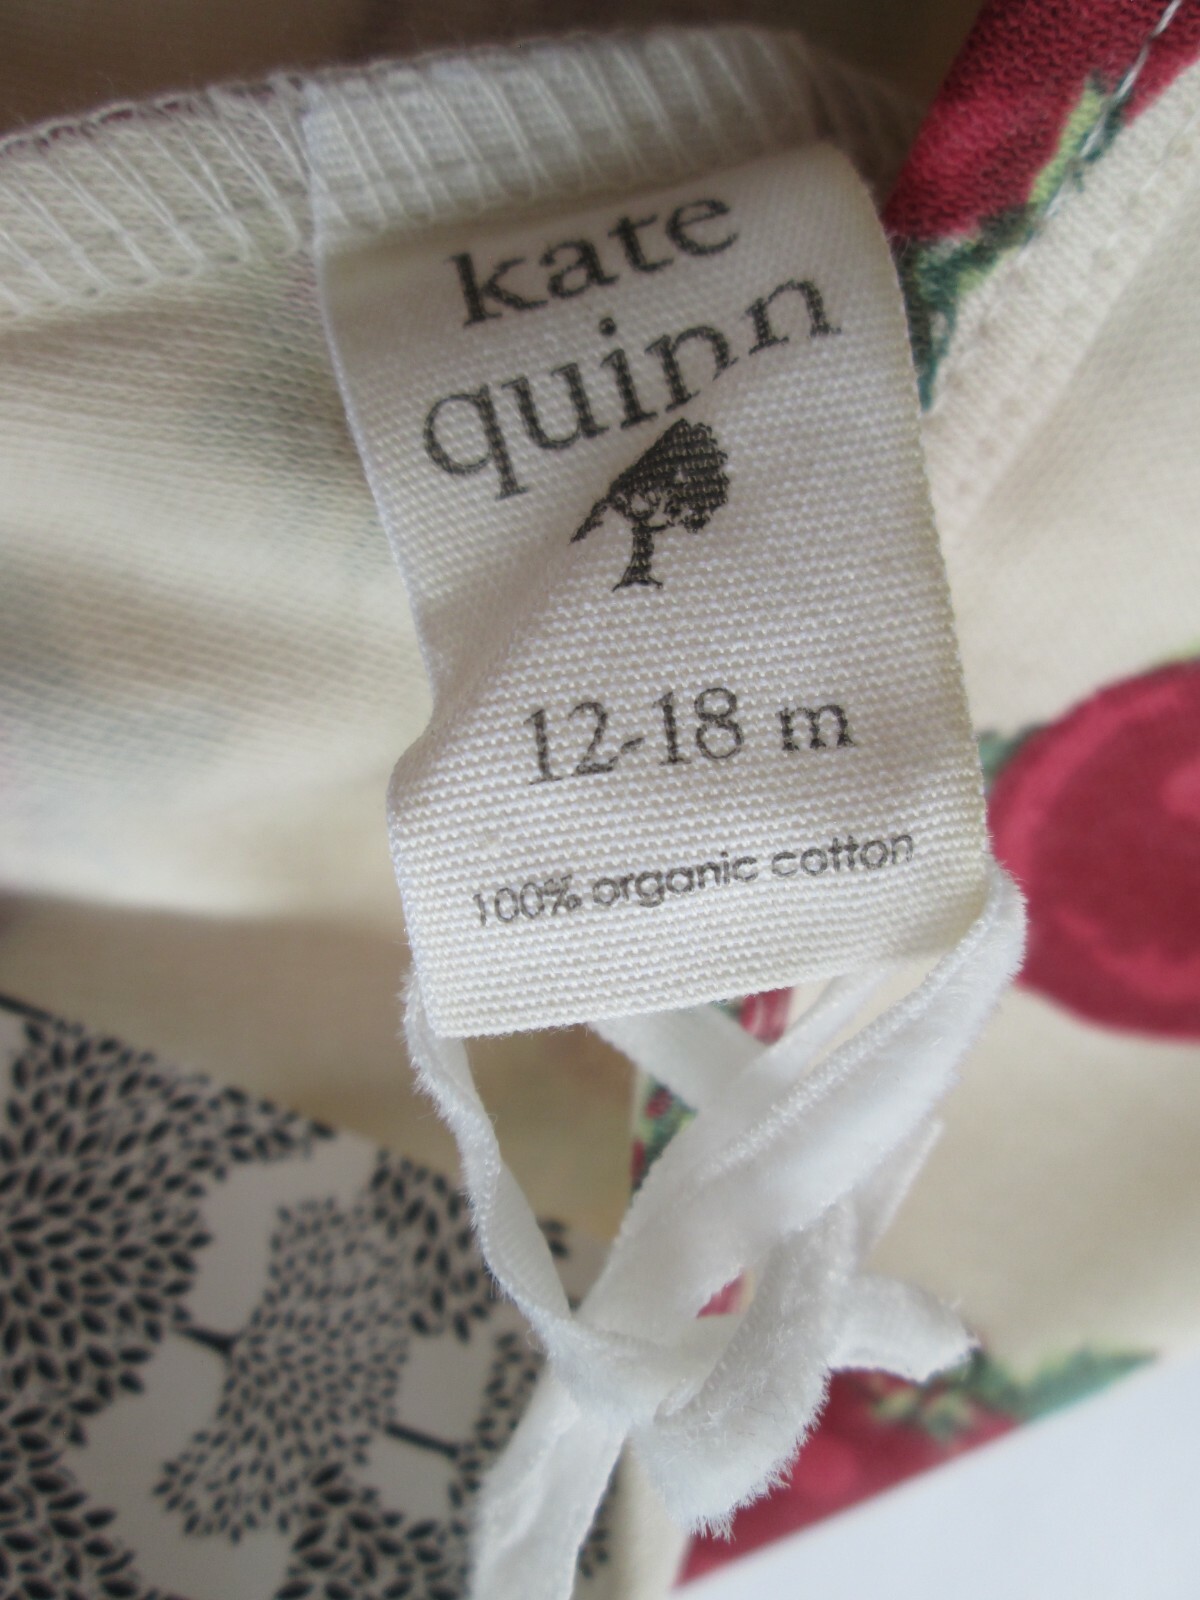 kate
quinn
12-18 m
100% organic cotton